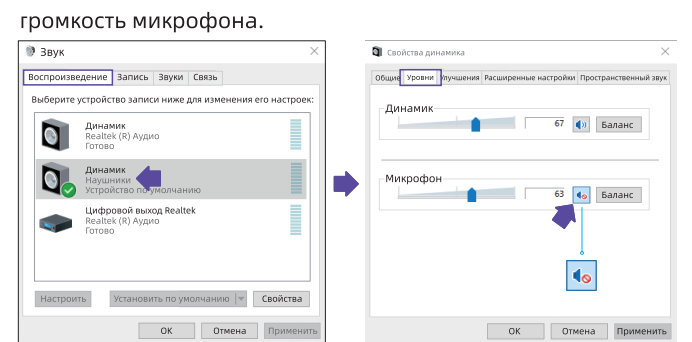 громкость микрофона.
Звук
Воспроизведение Запись Звуки Связь
Выберите устройство записи ниже для изменения его настроек:
Динамик
Realtek (R) Аудио
Готово
Динамик
Наушники
Устройство по умолчанию
Цифровой выход Realtek
Realtek (R) Аудио
Готово
Настроить Установить по умолчанию Свойства
OK Отмена Применить
Свойства динамика
Общие Уровни Улучшения Расширенные настройки Пространственный звук
Динамик
67 Баланс
Микрофон
63 Баланс
OK Отмена Применить